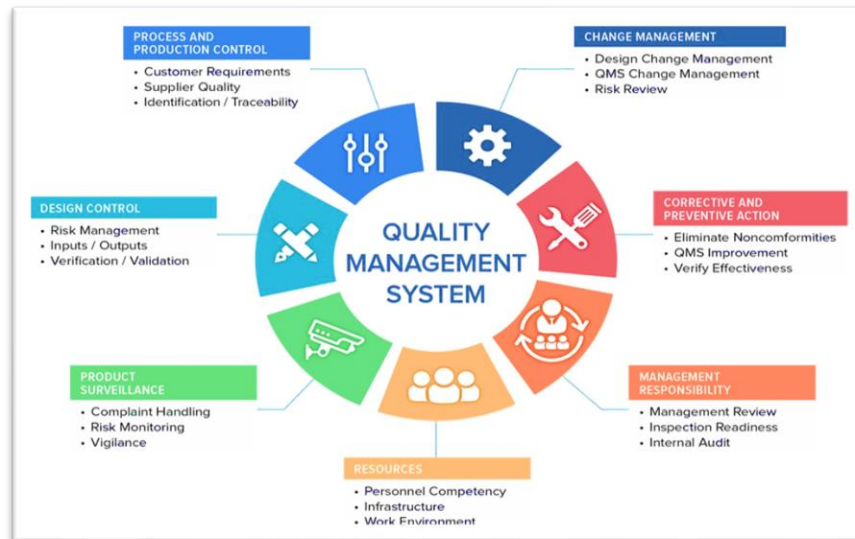 PROCESS AND
PRODUCTION CONTROL
• Customer Requirements
• Supplier Quality
• Identification / Traceability
CHANGE MANAGEMENT
• Design Change Management
• QMS Change Management
• Risk Review
DESIGN CONTROL
• Risk Management
• Inputs / Outputs
• Verification / Validation
CORRECTIVE AND
PREVENTIVE ACTION
• Eliminate Noncomformities
• QMS Improvement
• Verify Effectiveness
QUALITY
MANAGEMENT
SYSTEM
PRODUCT
SURVEILLANCE
• Complaint Handling
• Risk Monitoring
• Vigilance
MANAGEMENT
RESPONSIBILITY
• Management Review
• Inspection Readiness
• Internal Audit
RESOURCES
• Personnel Competency
• Infrastructure
• Work Environment